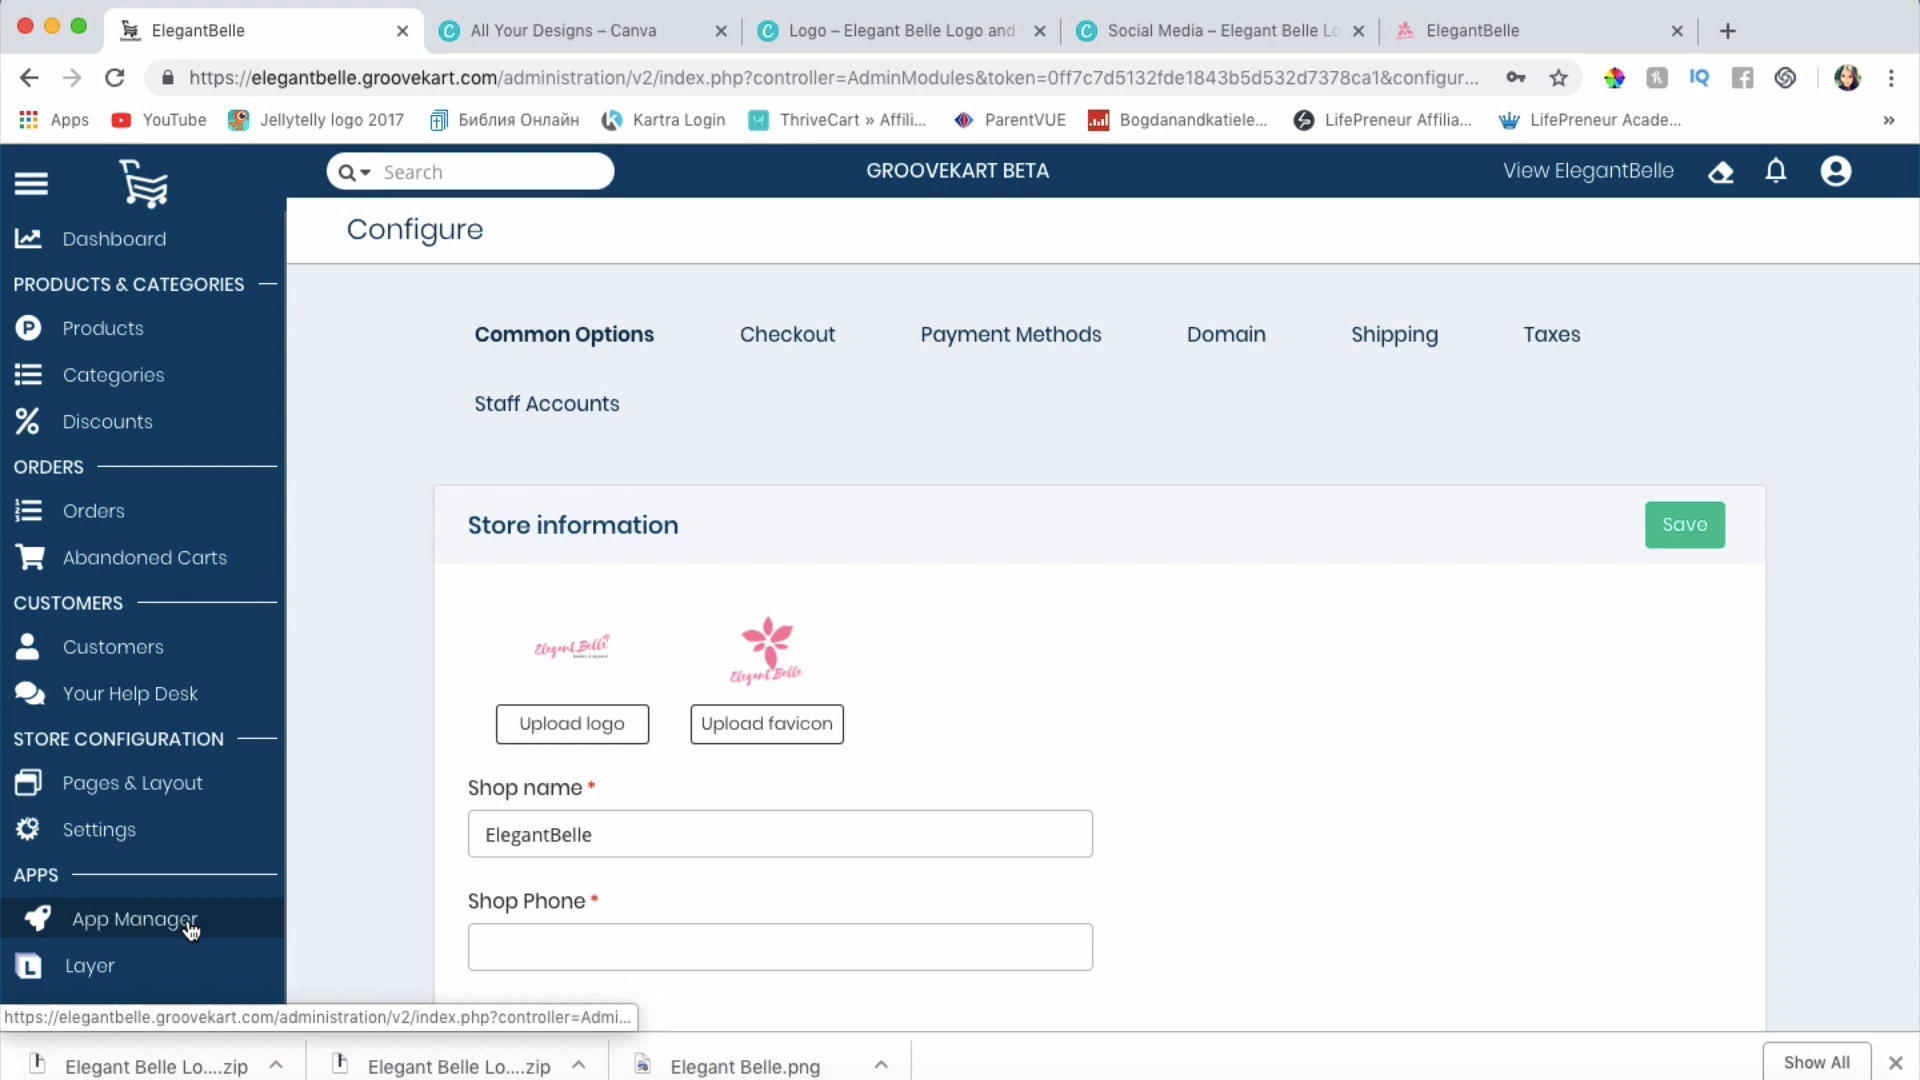 ElegantBelle
All Your Designs – Canva
Logo – Elegant Belle Logo and
Social Media – Elegant Belle Lo
ElegantBelle
https://elegantbelle.groovekart.com/administration/v2/index.php?controller=AdminModules&token=0ff7c7d5132fde1843b5d532d7378ca1&configur...
IQ
Apps
YouTube
Jellytelly logo 2017
Библия Онлайн
Kartra Login
ThriveCart » Affili...
ParentVUE
Bogdanandkatiele...
LifePreneur Affilia...
LifePreneur Acade...
»
Search
GROOVEKART BETA
View ElegantBelle
Configure
Dashboard
PRODUCTS & CATEGORIES
Products
Categories
Discounts
ORDERS
Orders
Abandoned Carts
CUSTOMERS
Customers
Your Help Desk
STORE CONFIGURATION
Pages & Layout
Settings
APPS
App Manager
Layer
Common Options
Checkout
Payment Methods
Domain
Shipping
Taxes
Staff Accounts
Store information
Save
Elegant Belle
Elegant Belle
Upload logo
Upload favicon
Shop name *
ElegantBelle
Shop Phone *
https://elegantbelle.groovekart.com/administration/v2/index.php?controller=Admi...
Elegant Belle Lo....zip
Elegant Belle Lo....zip
Elegant Belle.png
Show All